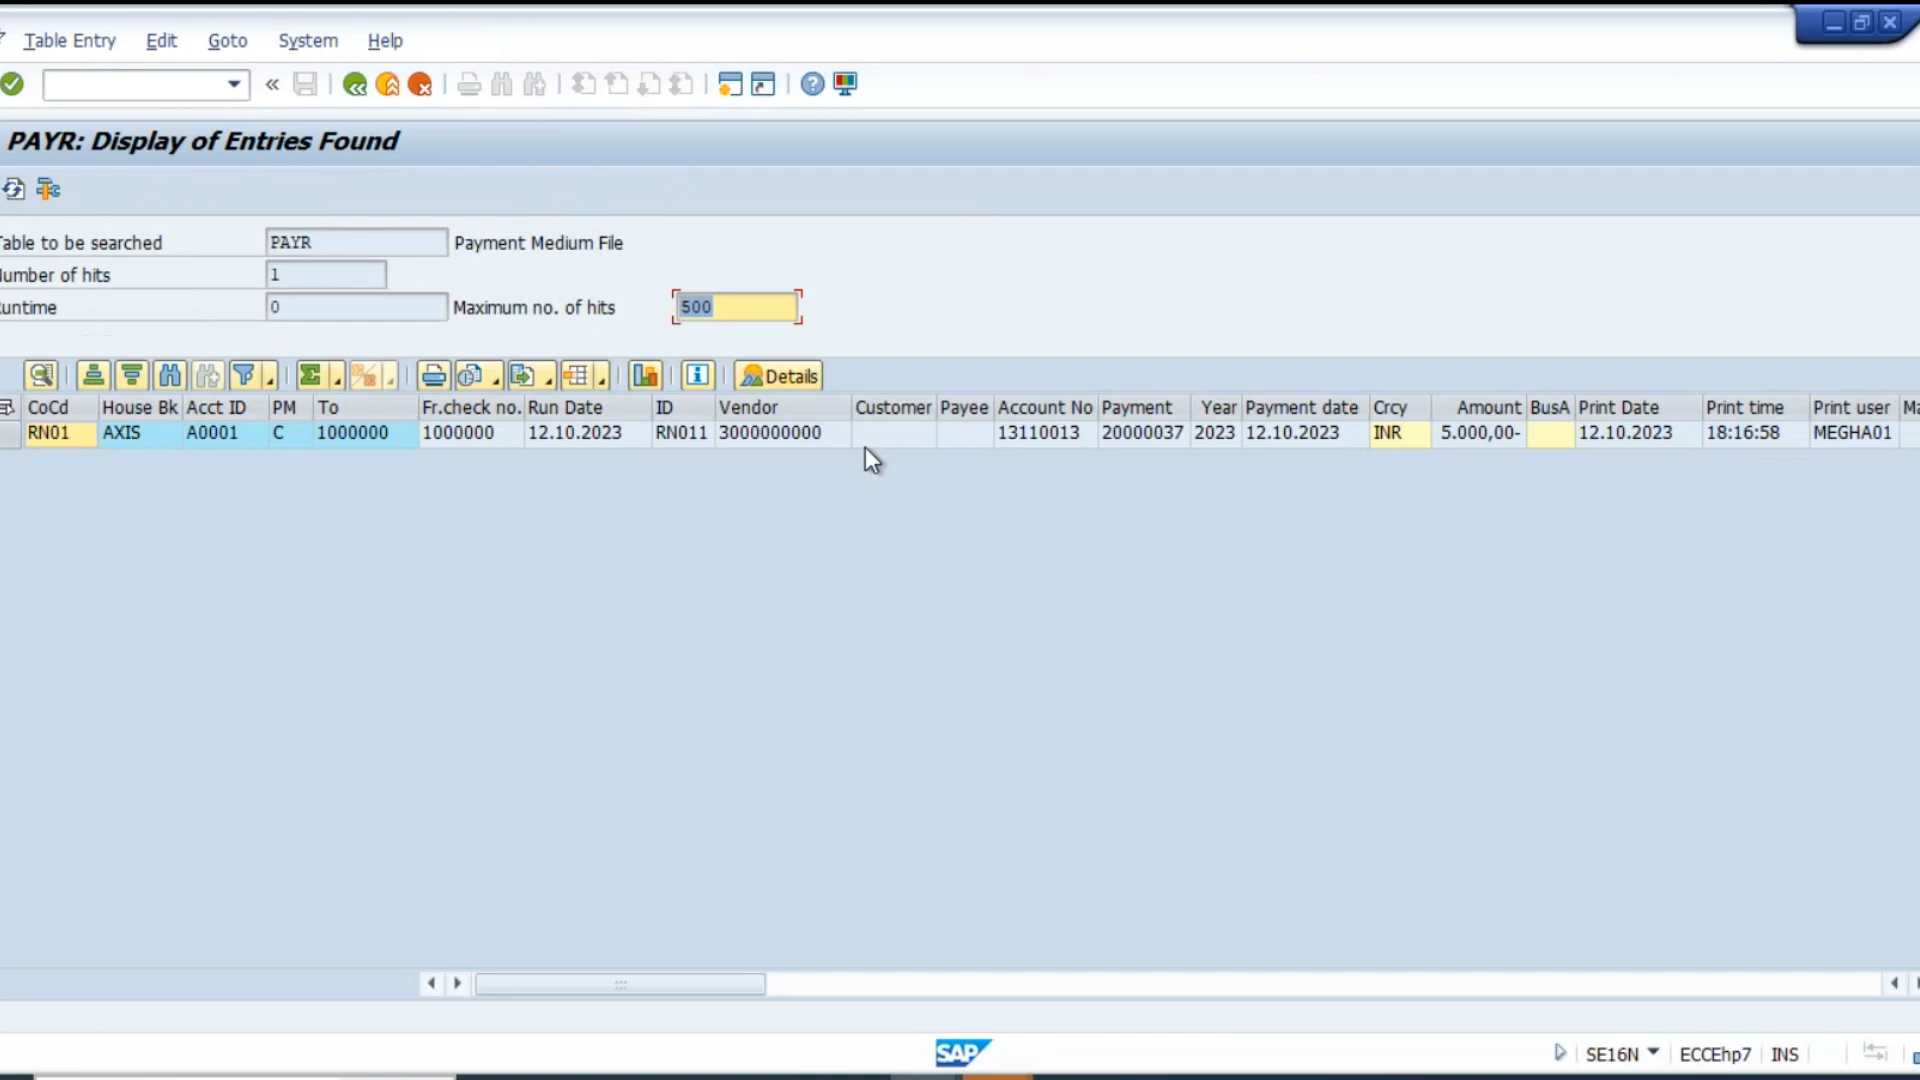 Table Entry Edit Goto System Help
PAYR: Display of Entries Found
Table to be searched PAYR Payment Medium File
Number of hits 1
Runtime 0 Maximum no. of hits 500
Details
CoCd House Bk Acct ID PM To Fr.check no. Run Date ID Vendor Customer Payee Account No Payment Year Payment date Crcy Amount BusA Print Date Print time Print user Ma
RN01 AXIS A0001 C 1000000 1000000 12.10.2023 RN011 3000000000 13110013 20000037 2023 12.10.2023 INR 5.000,00- 12.10.2023 18:16:58 MEGHA01
SAP SE16N ECCEhp7 INS